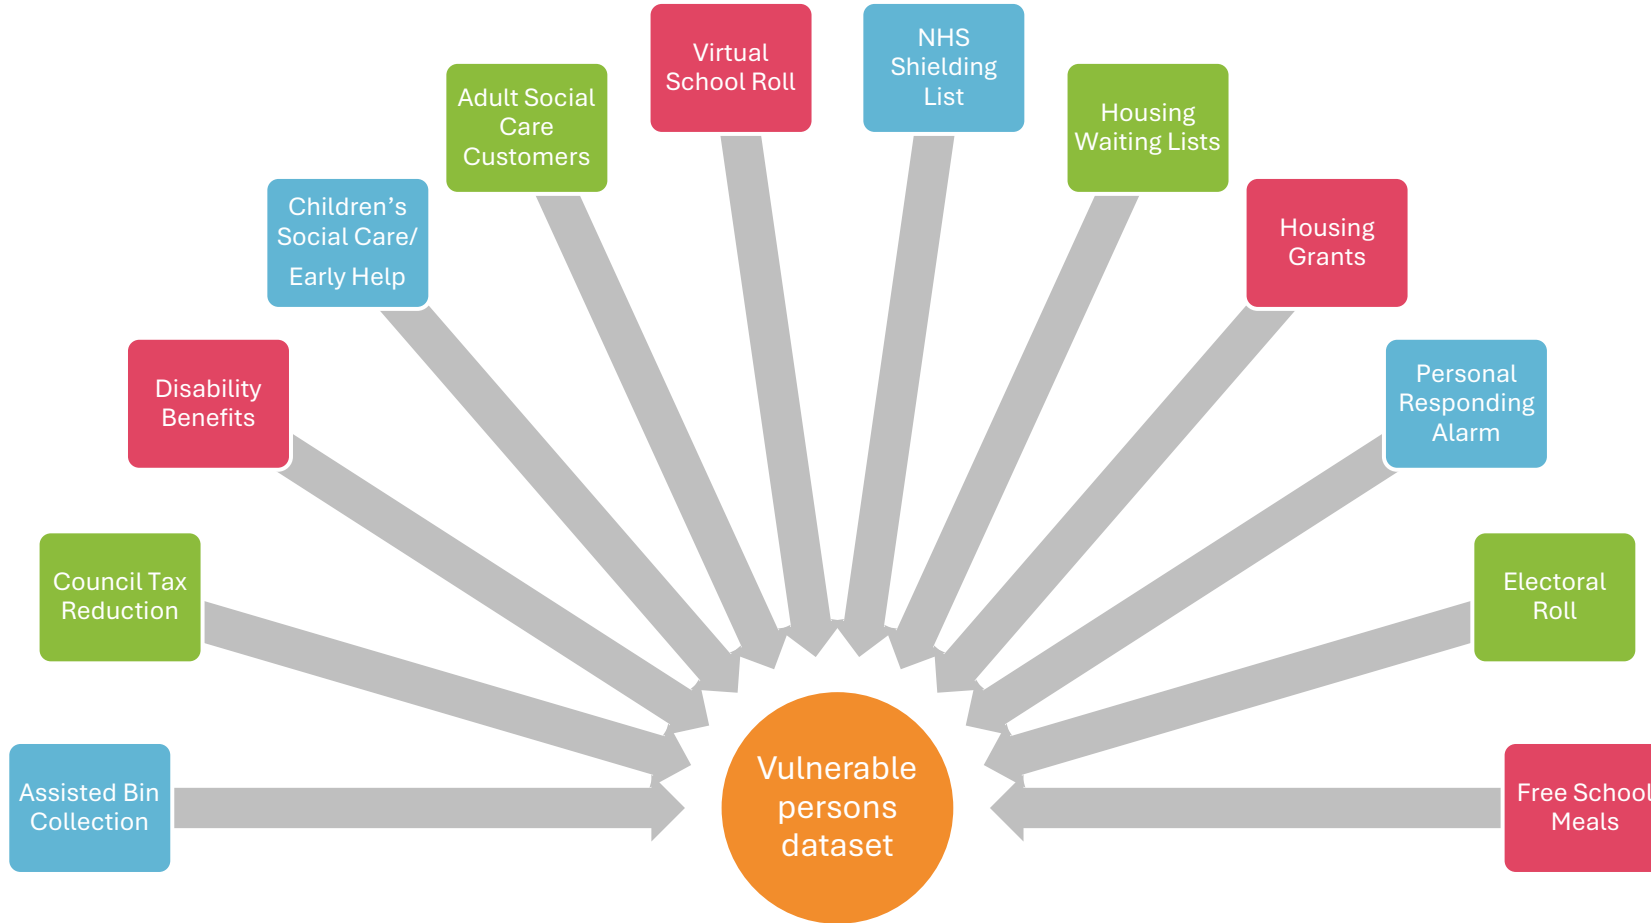 Virtual
School Roll
NHS
Shielding
List
Adult Social
Care
Customers
Housing
Waiting Lists
Children’s
Social Care/
Early Help
Housing
Grants
Disability
Benefits
Personal
Responding
Alarm
Council Tax
Reduction
Electoral
Roll
Assisted Bin
Collection
Vulnerable
persons
dataset
Free School
Meals